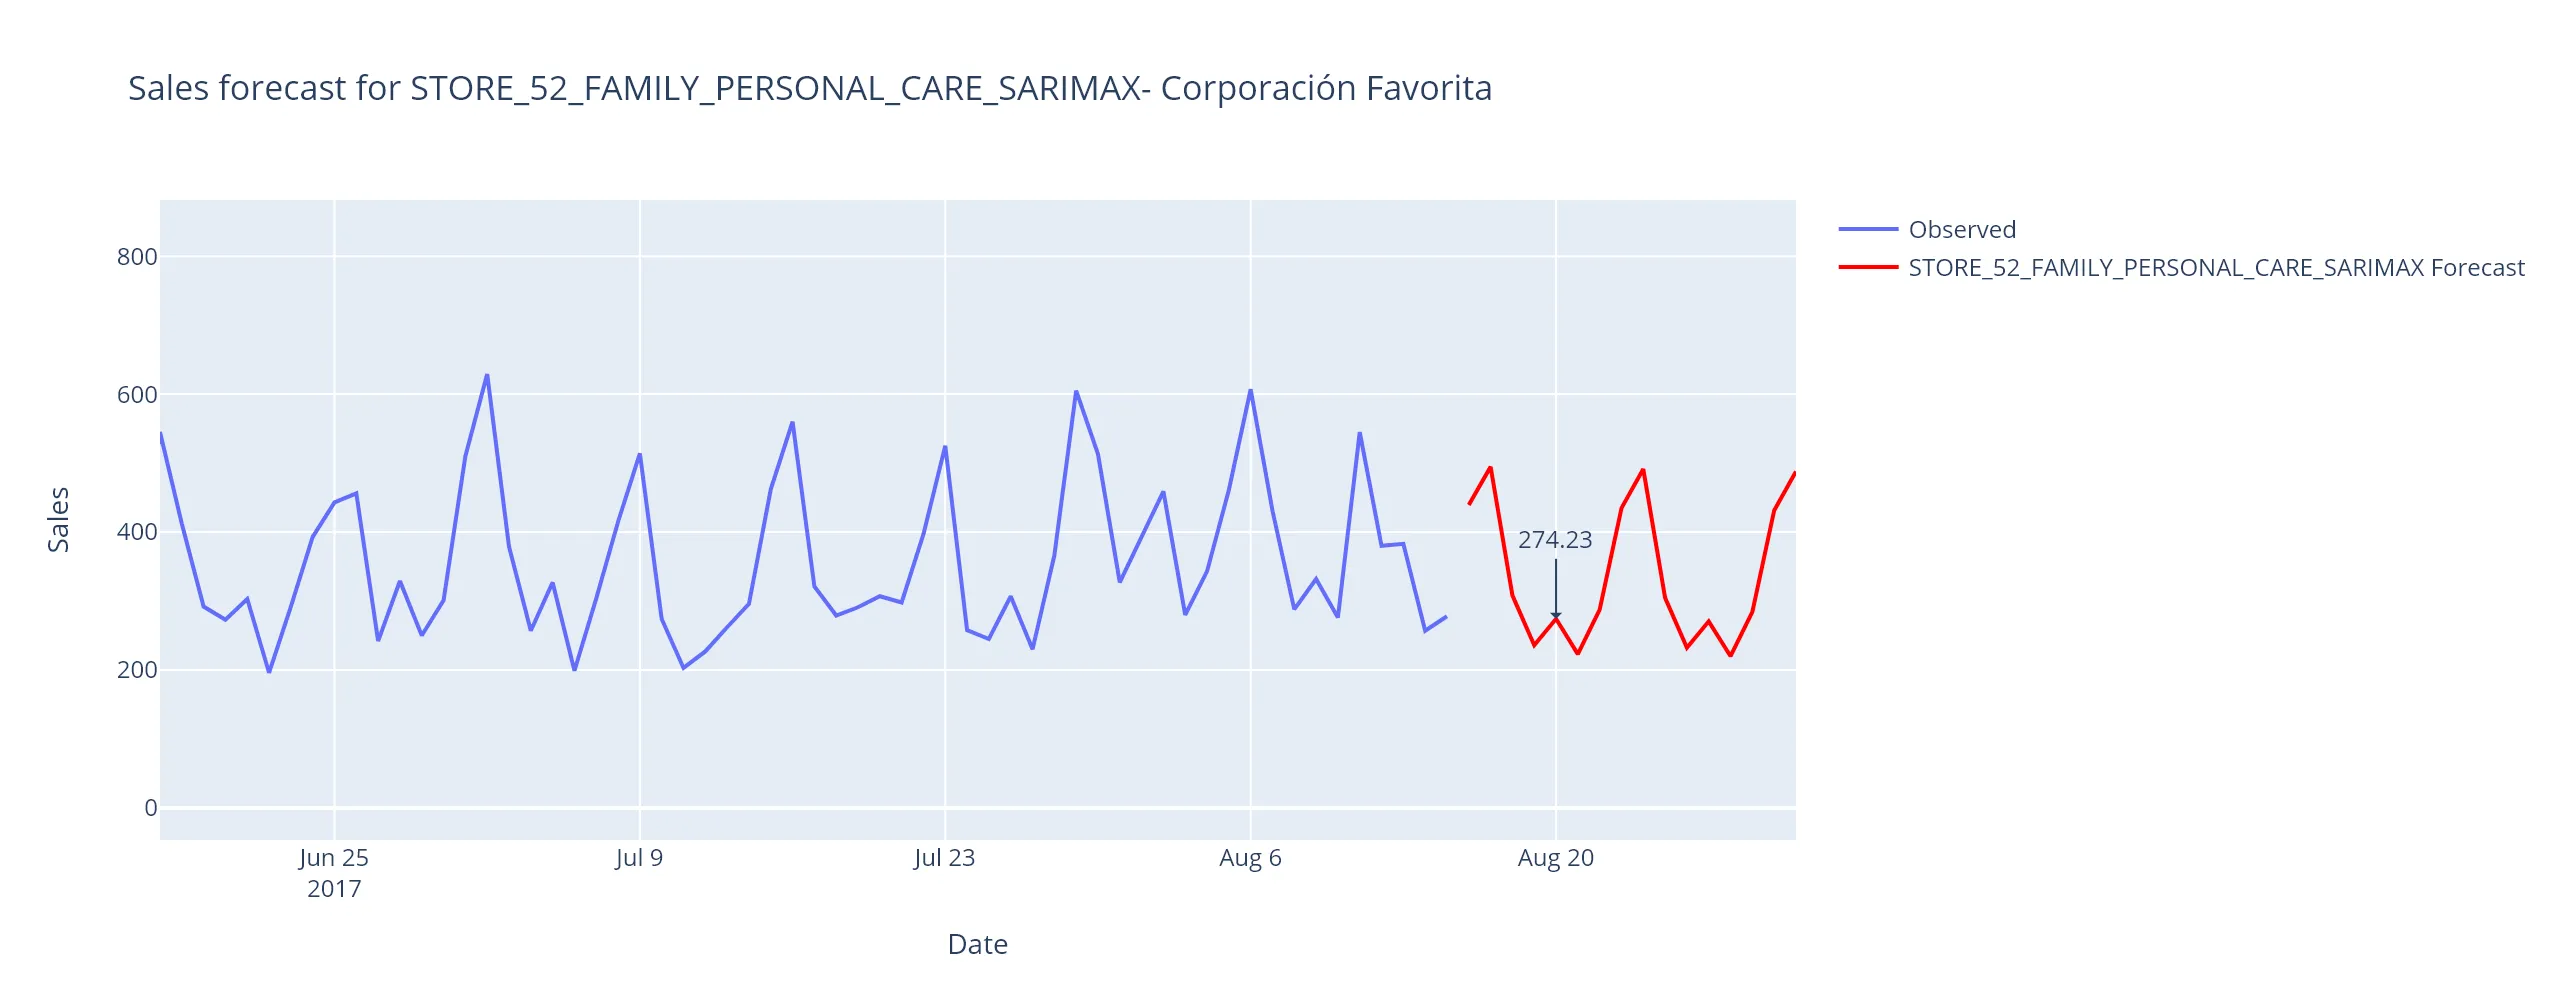 Sales forecast for STORE_52_FAMILY_PERSONAL_CARE_SARIMAX- Corporación Favorita
Observed
STORE_52_FAMILY_PERSONAL_CARE_SARIMAX Forecast
800
600
400
200
0
Sales
274.23
Jun 25
2017
Jul 9
Jul 23
Aug 6
Aug 20
Date